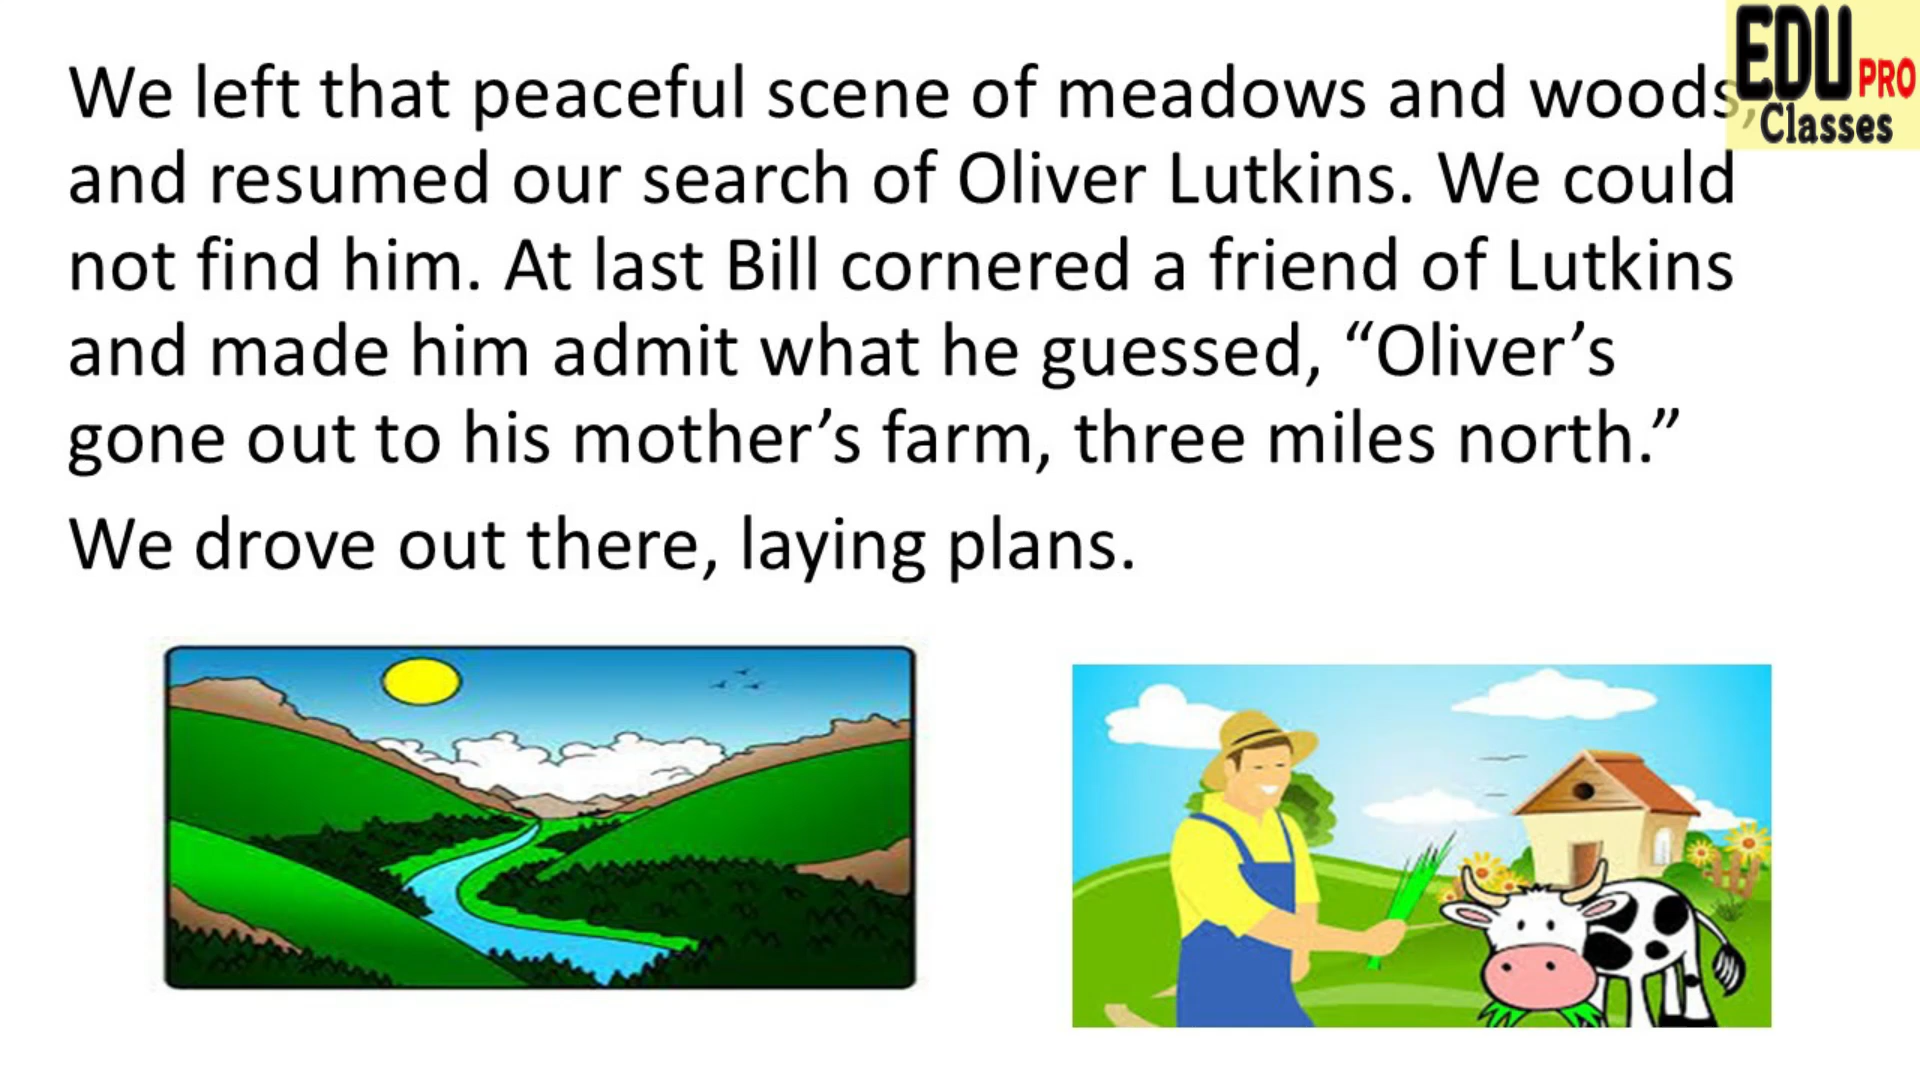 We left that peaceful scene of meadows and woods,
and resumed our search of Oliver Lutkins. We could
not find him. At last Bill cornered a friend of Lutkins
and made him admit what he guessed, “Oliver’s
gone out to his mother’s farm, three miles north.”
We drove out there, laying plans.
EDU PRO
Classes